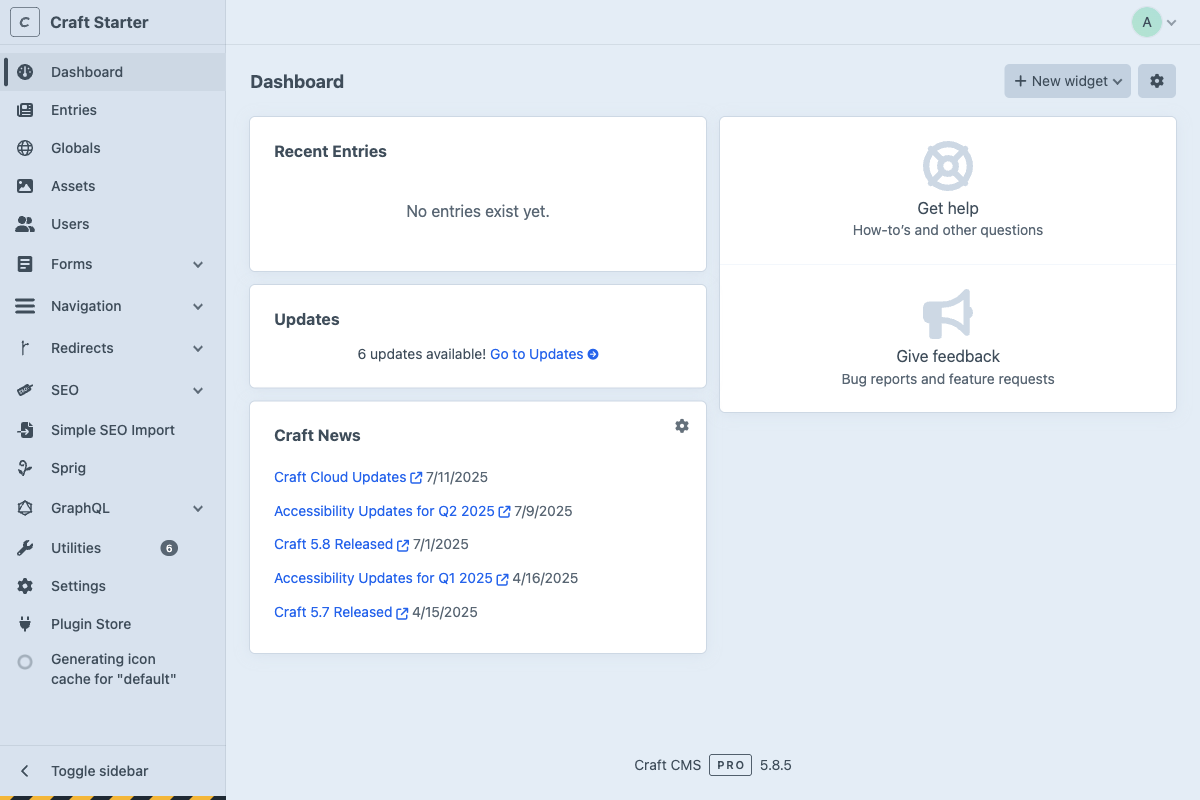 C Craft Starter
A
Dashboard
Entries
Globals
Assets
Users
Forms
Navigation
Redirects
SEO
Simple SEO Import
Sprig
GraphQL
Utilities 6
Settings
Plugin Store
Generating icon
cache for "default"
Toggle sidebar
Dashboard
New widget
Recent Entries
No entries exist yet.
Updates
6 updates available! Go to Updates
Craft News
Craft Cloud Updates 7/11/2025
Accessibility Updates for Q2 2025 7/9/2025
Craft 5.8 Released 7/1/2025
Accessibility Updates for Q1 2025 4/16/2025
Craft 5.7 Released 4/15/2025
Get help
How-to’s and other questions
Give feedback
Bug reports and feature requests
Craft CMS PRO 5.8.5